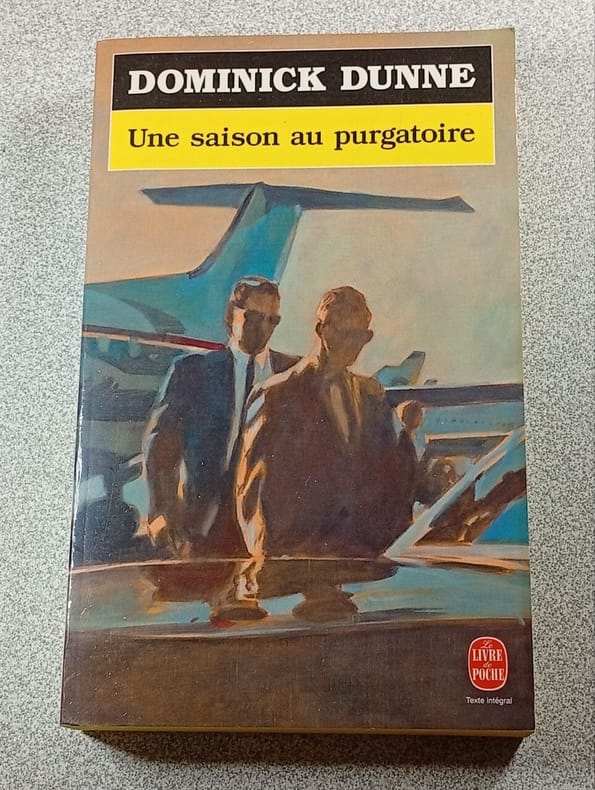 DOMINICK DUNNE
Une saison au purgatoire
Le
LIVRE
de
POCHE
Texte intégral